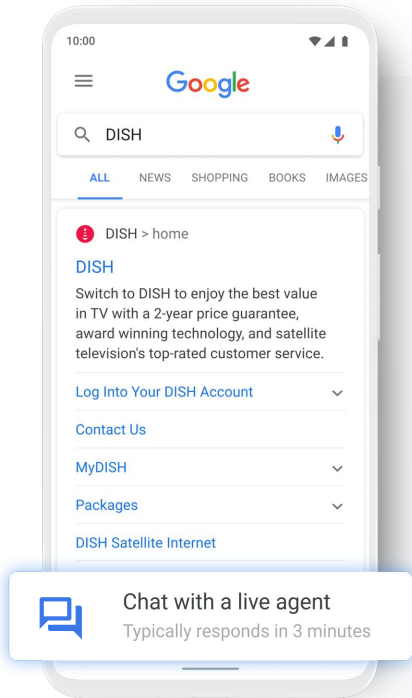 10:00
Google
DISH
ALL NEWS SHOPPING BOOKS IMAGES
DISH > home
DISH
Switch to DISH to enjoy the best value
in TV with a 2-year price guarantee,
award winning technology, and satellite
television's top-rated customer service.
Log Into Your DISH Account
Contact Us
MyDISH
Packages
DISH Satellite Internet
Chat with a live agent
Typically responds in 3 minutes